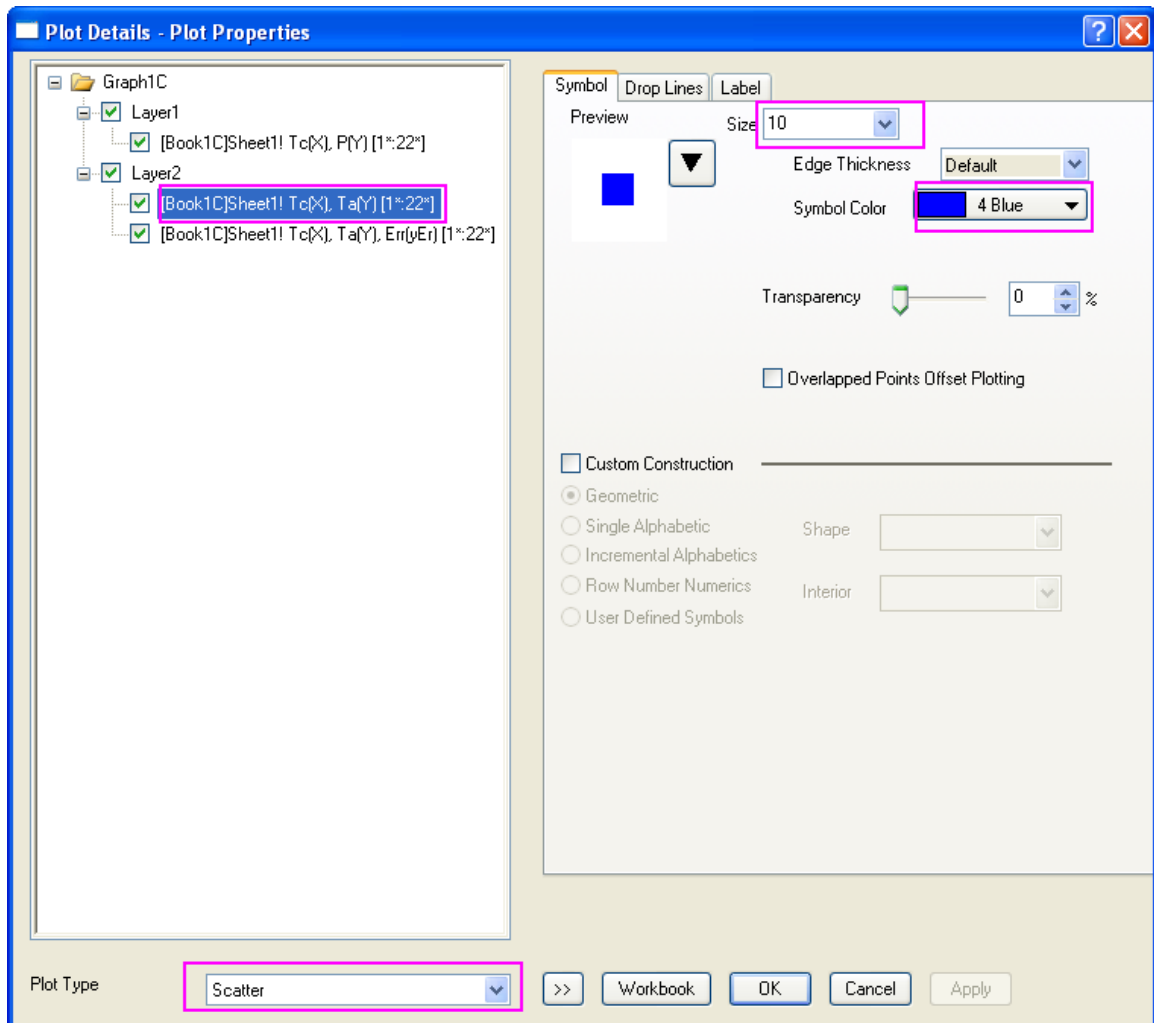 Plot Details - Plot Properties
Graph1C
Layer1
[Book1C]Sheet1! Tc(X), P(Y) [1*:22*]
Layer2
[Book1C]Sheet1! Tc(X), Ta(Y) [1*:22*]
[Book1C]Sheet1! Tc(X), Ta(Y), Err(yEr) [1*:22*]
Symbol Drop Lines Label
Preview
Size 10
Edge Thickness Default
Symbol Color 4 Blue
Transparency 0 %
Overlapped Points Offset Plotting
Custom Construction
Geometric
Single Alphabetic
Shape
Incremental Alphabetics
Row Number Numerics
Interior
User Defined Symbols
Plot Type Scatter >> Workbook OK Cancel Apply